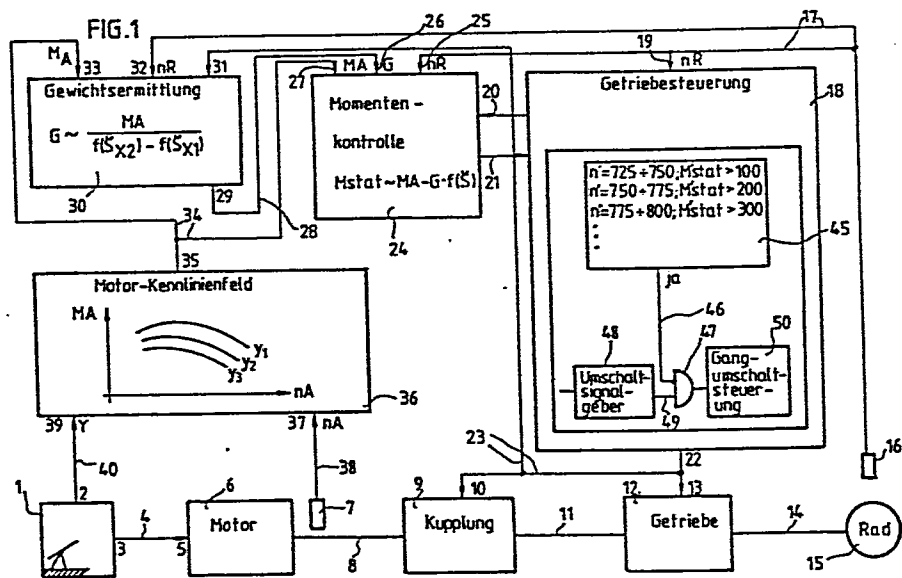 FIG.1
MA
33
32
nR
31
Gewichtsermittlung
G ~ MA / f(ṡX2) - f(ṡX1)
30
29
34
28
35
26
25
27
MA
G
nR
Momenten-
kontrolle
Mstat~MA-G·f(ṡ)
24
20
21
17
19
nR
Getriebesteuerung
18
n'=725÷750; M'stat>100
n'=750÷775; M'stat>200
n'=775÷800; M'stat>300
45
ja
46
47
48
50
Umschalt-
signal-
geber
49
Gang-
umschalt-
steuer-
ung
22
23
16
Motor-Kennlinienfeld
MA
y1
y2
y3
nA
36
39
Y
37
nA
40
38
1
2
3
4
5
6
Motor
7
8
9
10
Kupplung
11
12
13
Getriebe
14
Rad
15